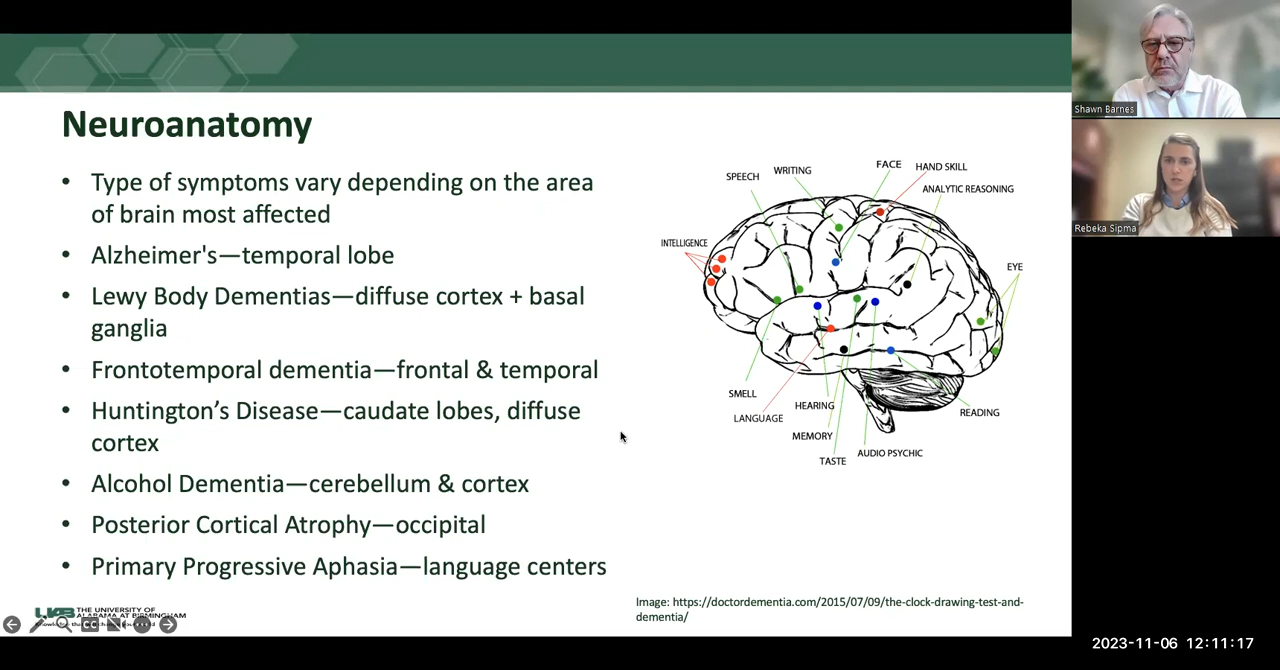 Neuroanatomy
• Type of symptoms vary depending on the area
of brain most affected
• Alzheimer's—temporal lobe
• Lewy Body Dementias—diffuse cortex + basal
ganglia
• Frontotemporal dementia—frontal & temporal
• Huntington’s Disease—caudate lobes, diffuse
cortex
• Alcohol Dementia—cerebellum & cortex
• Posterior Cortical Atrophy—occipital
• Primary Progressive Aphasia—language centers
SPEECH
WRITING
FACE
HAND SKILL
ANALYTIC REASONING
INTELLIGENCE
EYE
SMELL
LANGUAGE
HEARING
MEMORY
TASTE
AUDIO PSYCHIC
READING
Image: https://doctordementia.com/2015/07/09/the-clock-drawing-test-and-
dementia/
UAB THE UNIVERSITY OF
ALABAMA AT BIRMINGHAM
Shawn Barnes
Rebeka Sipma
2023-11-06 12:11:17